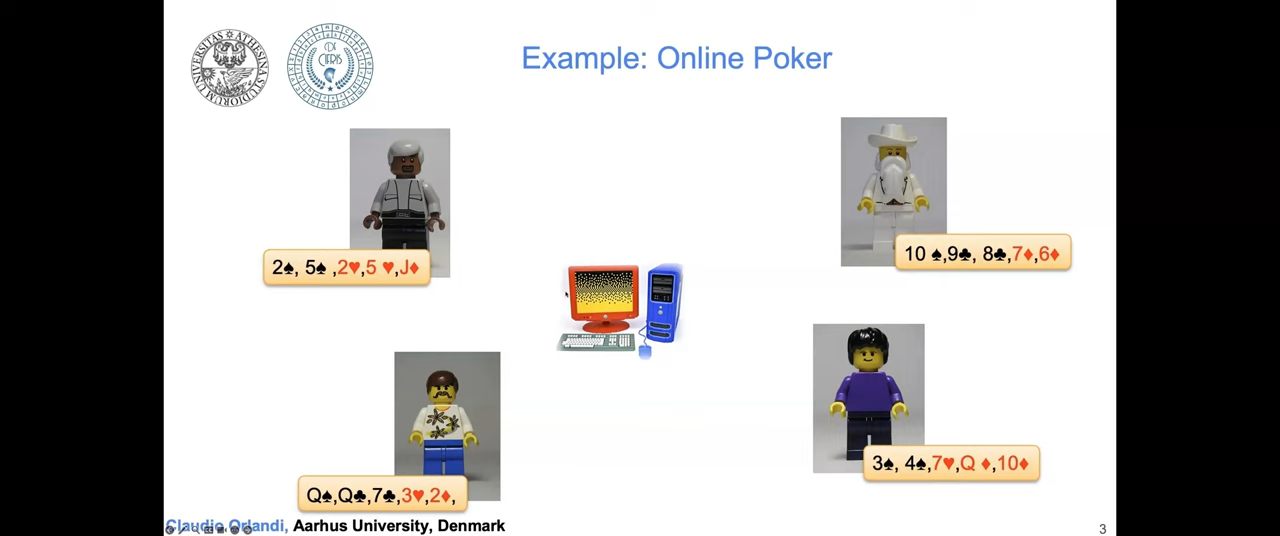 Example: Online Poker
2♠, 5♠ ,2♥,5 ♥,J♦
10 ♠,9♣, 8♣,7♦,6♦
Q♠,Q♣,7♣,3♥,2♦,
3♠, 4♠,7♥,Q ♦,10♦
Claudio Orlandi, Aarhus University, Denmark
3